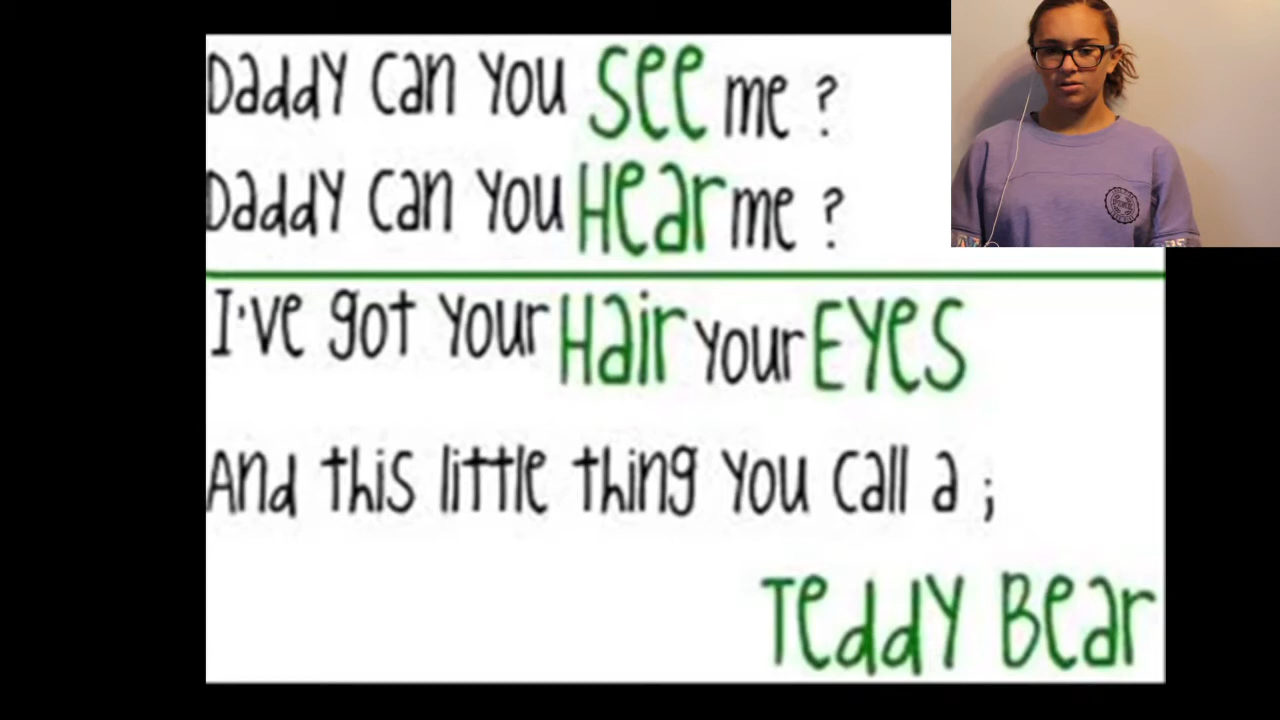 Daddy can you see me ?
Daddy can you Hear me ?
I've got your Hair your EYES
And this little thing you call a ;
Teddy Bear